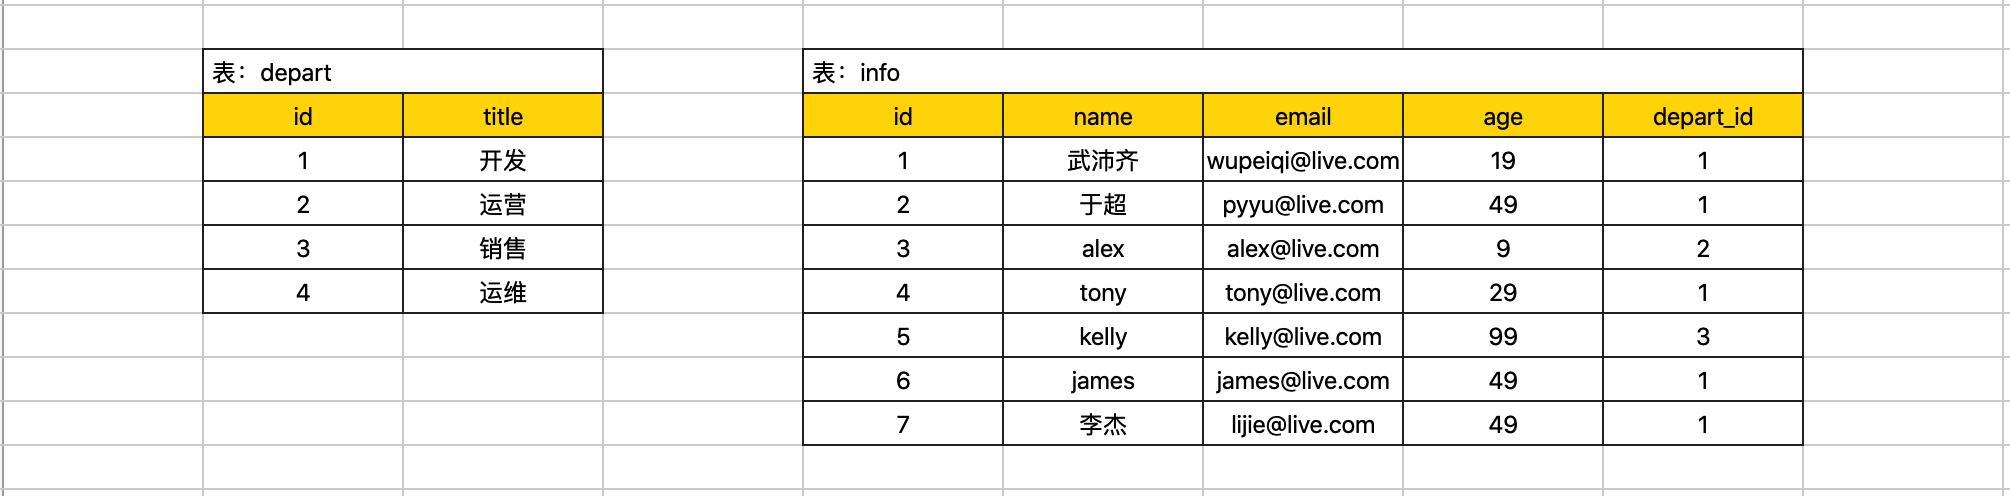 表：depart
id title
1 开发
2 运营
3 销售
4 运维
表：info
id name email age depart_id
1 武沛齐 wupeiqi@live.com 19 1
2 于超 pyyu@live.com 49 1
3 alex alex@live.com 9 2
4 tony tony@live.com 29 1
5 kelly kelly@live.com 99 3
6 james james@live.com 49 1
7 李杰 lijie@live.com 49 1